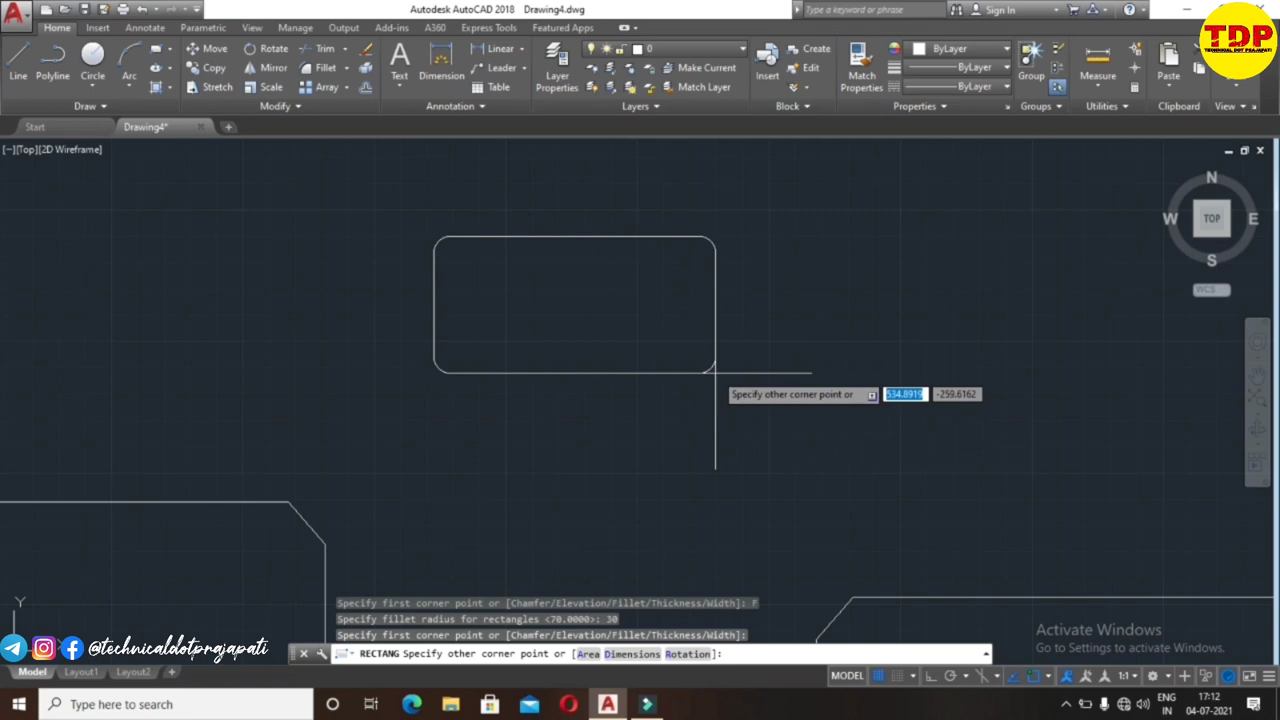 Autodesk AutoCAD 2018 Drawing4.dwg
Type a keyword or phrase
Sign In
TDP
TECHNICAL DOT PRAJAPATI
Home Insert Annotate Parametric View Manage Output Add-ins A360 Express Tools Featured Apps
Line Polyline Circle Arc
Move Rotate Trim
Copy Mirror Fillet
Stretch Scale Array
Text Dimension
Linear
Leader
Table
Layer Properties
0
Make Current
Match Layer
Insert
Create
Edit
Match Properties
ByLayer
ByLayer
ByLayer
Group
Measure
Paste
Draw Modify Annotation Layers Block Properties Groups Utilities Clipboard View
Start Drawing4*
[−][Top][2D Wireframe]
N
W TOP E
S
WCS
Specify other corner point or 534.8919 -259.6162
Y
Specify first corner point or [Chamfer/Elevation/Fillet/Thickness/Width]: F
Specify fillet radius for rectangles <70.0000>: 30
Specify first corner point or [Chamfer/Elevation/Fillet/Thickness/Width]:
RECTANG Specify other corner point or [Area Dimensions Rotation]:
@technicaldotprajapati
Activate Windows
Go to Settings to activate Windows.
Model Layout1 Layout2
MODEL 1:1
Type here to search
ENG
IN
17:12
04-07-2021